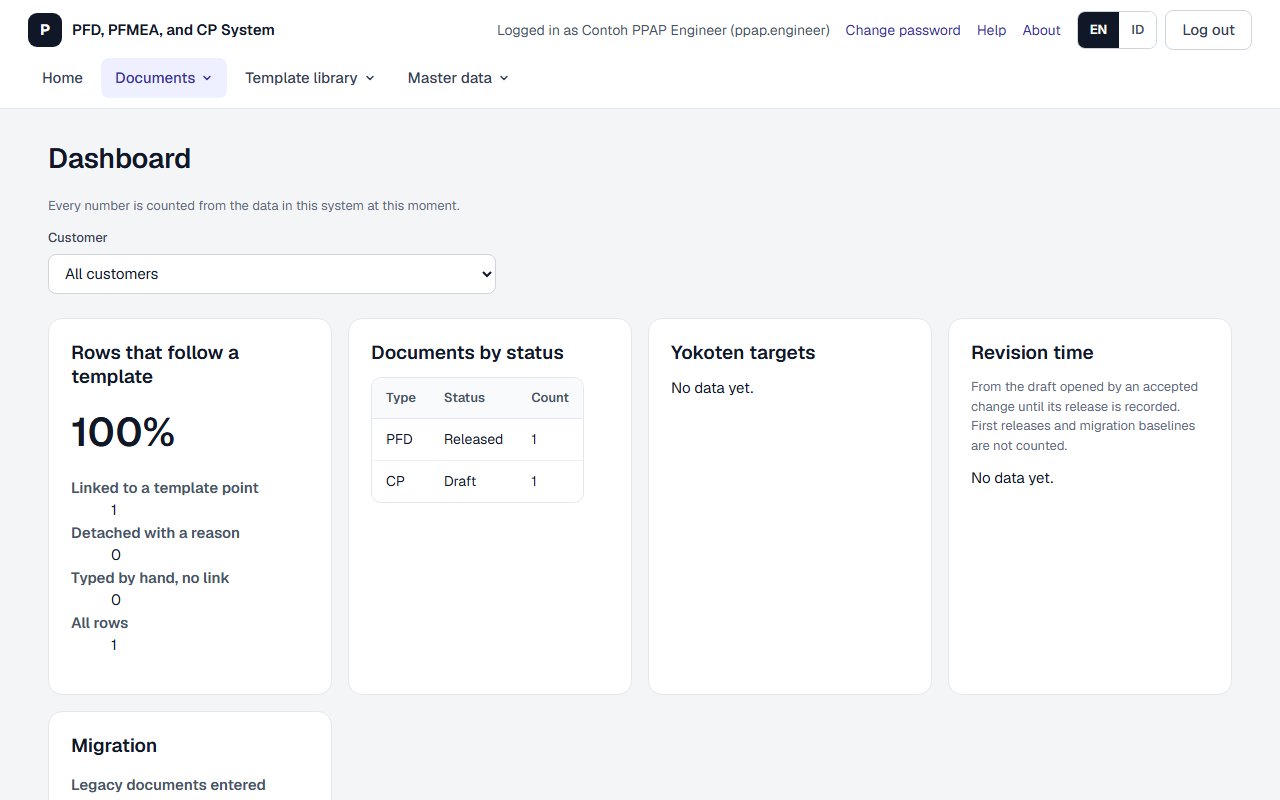 P
PFD, PFMEA, and CP System
Logged in as Contoh PPAP Engineer (ppap.engineer)
Change password
Help
About
EN
ID
Log out
Home
Documents
Template library
Master data
Dashboard
Every number is counted from the data in this system at this moment.
Customer
All customers
Rows that follow a
template
100%
Linked to a template point
1
Detached with a reason
0
Typed by hand, no link
0
All rows
1
Documents by status
Type Status Count
PFD Released 1
CP Draft 1
Yokoten targets
No data yet.
Revision time
From the draft opened by an accepted
change until its release is recorded.
First releases and migration baselines
are not counted.
No data yet.
Migration
Legacy documents entered